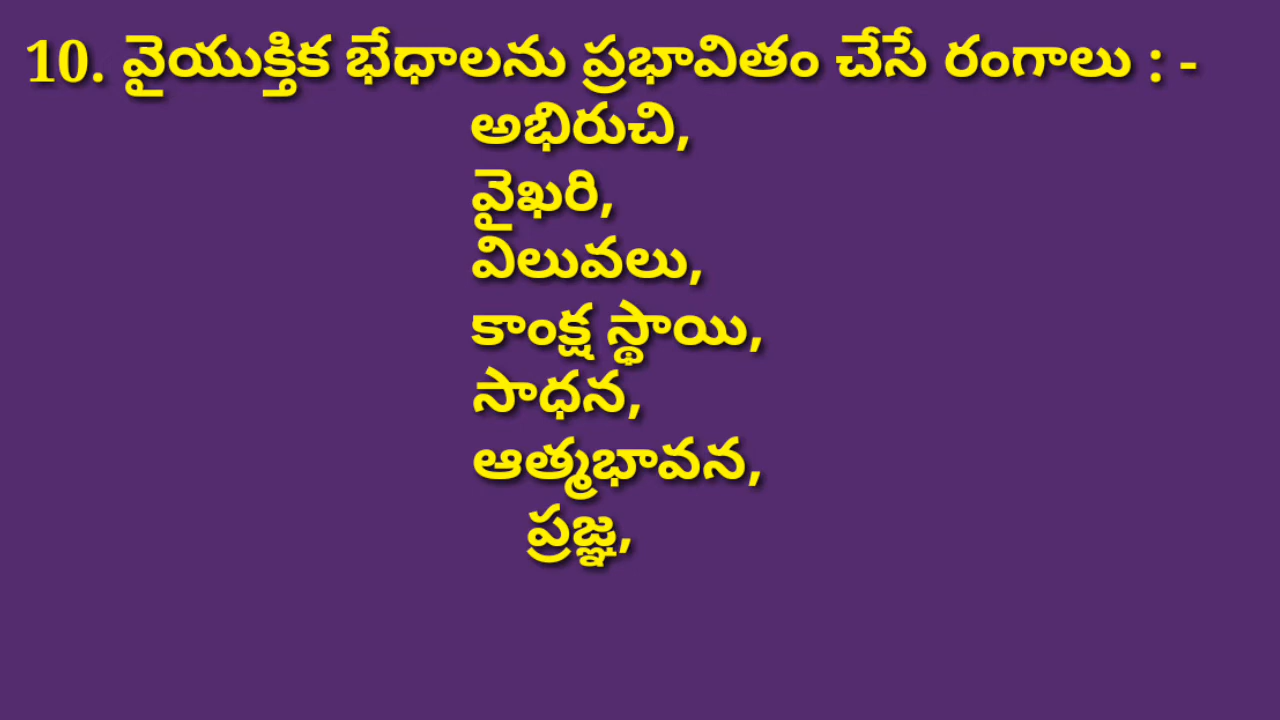 10. వైయుక్తిక భేధాలను ప్రభావితం చేసే రంగాలు : -
అభిరుచి,
వైఖరి,
విలువలు,
కాంక్ష స్థాయి,
సాధన,
ఆత్మభావన,
ప్రజ్ఞ,